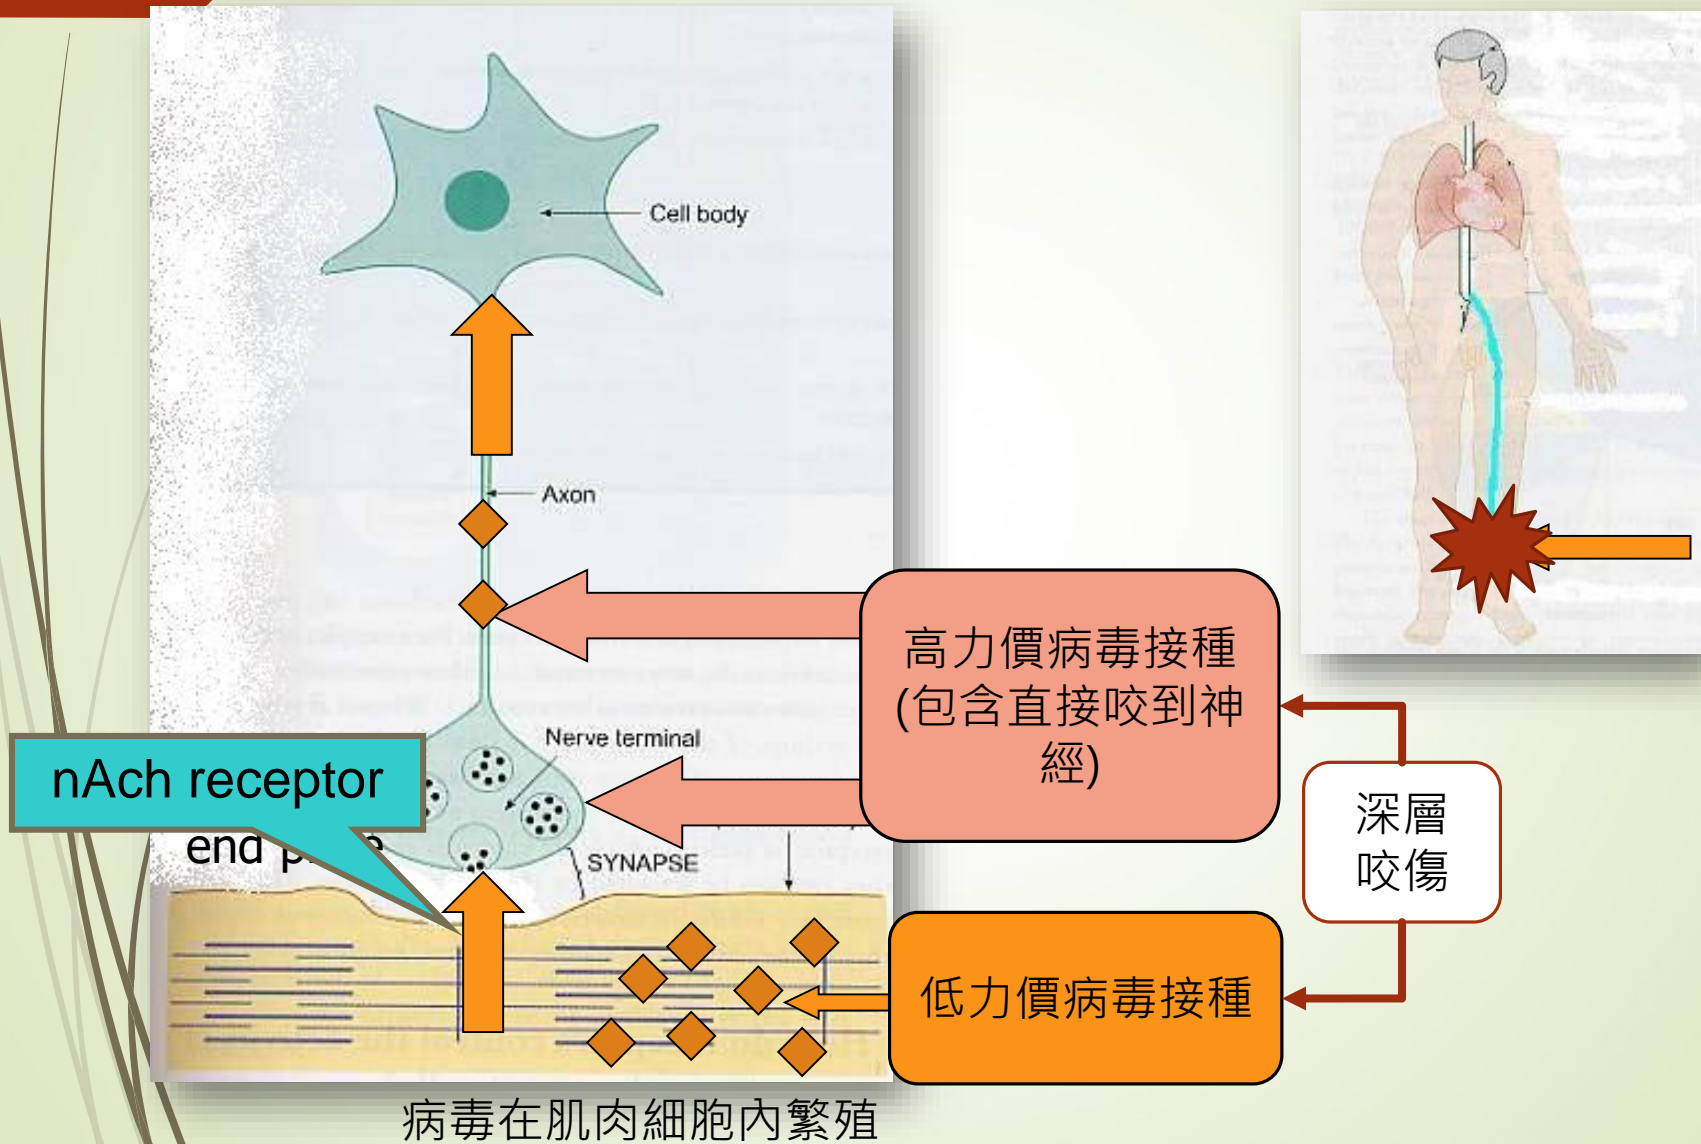 Cell body
Axon
高力價病毒接種
(包含直接咬到神
經)
Nerve terminal
nAch receptor
深層
咬傷
end
SYNAPSE
低力價病毒接種
病毒在肌肉細胞內繁殖